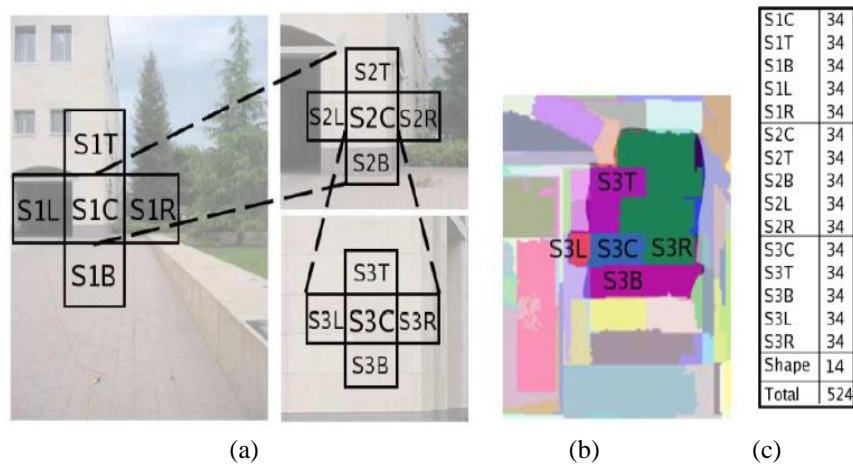 S1T
S1L S1C S1R
S1B
S2T
S2L S2C S2R
S2B
S3T
S3L S3C S3R
S3B
(a)
S3T
S3L S3C S3R
S3B
(b)
S1C 34
S1T 34
S1B 34
S1L 34
S1R 34
S2C 34
S2T 34
S2B 34
S2L 34
S2R 34
S3C 34
S3T 34
S3B 34
S3L 34
S3R 34
Shape 14
Total 524
(c)